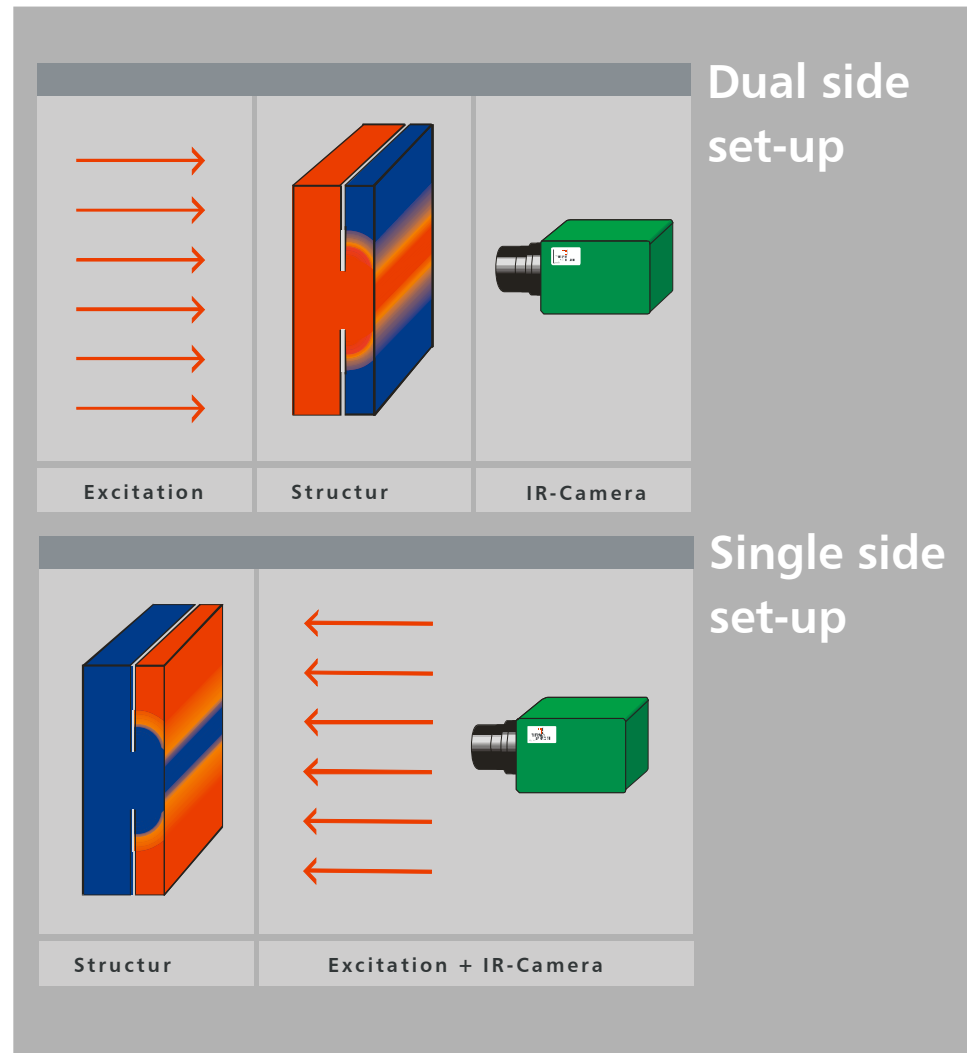 Dual side
set-up
Excitation
Structur
IR-Camera
Single side
set-up
Structur
Excitation + IR-Camera